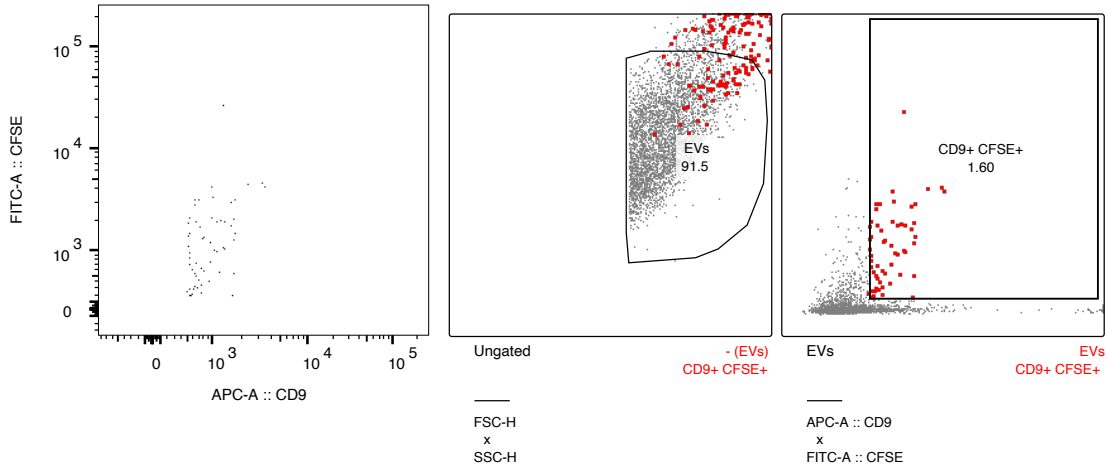 FITC-A :: CFSE
10^5
10^4
10^3
0
0
10^3
10^4
10^5
APC-A :: CD9
EVs
91.5
Ungated
- (EVs)
CD9+ CFSE+
FSC-H
x
SSC-H
CD9+ CFSE+
1.60
EVs
EVs
CD9+ CFSE+
APC-A :: CD9
x
FITC-A :: CFSE